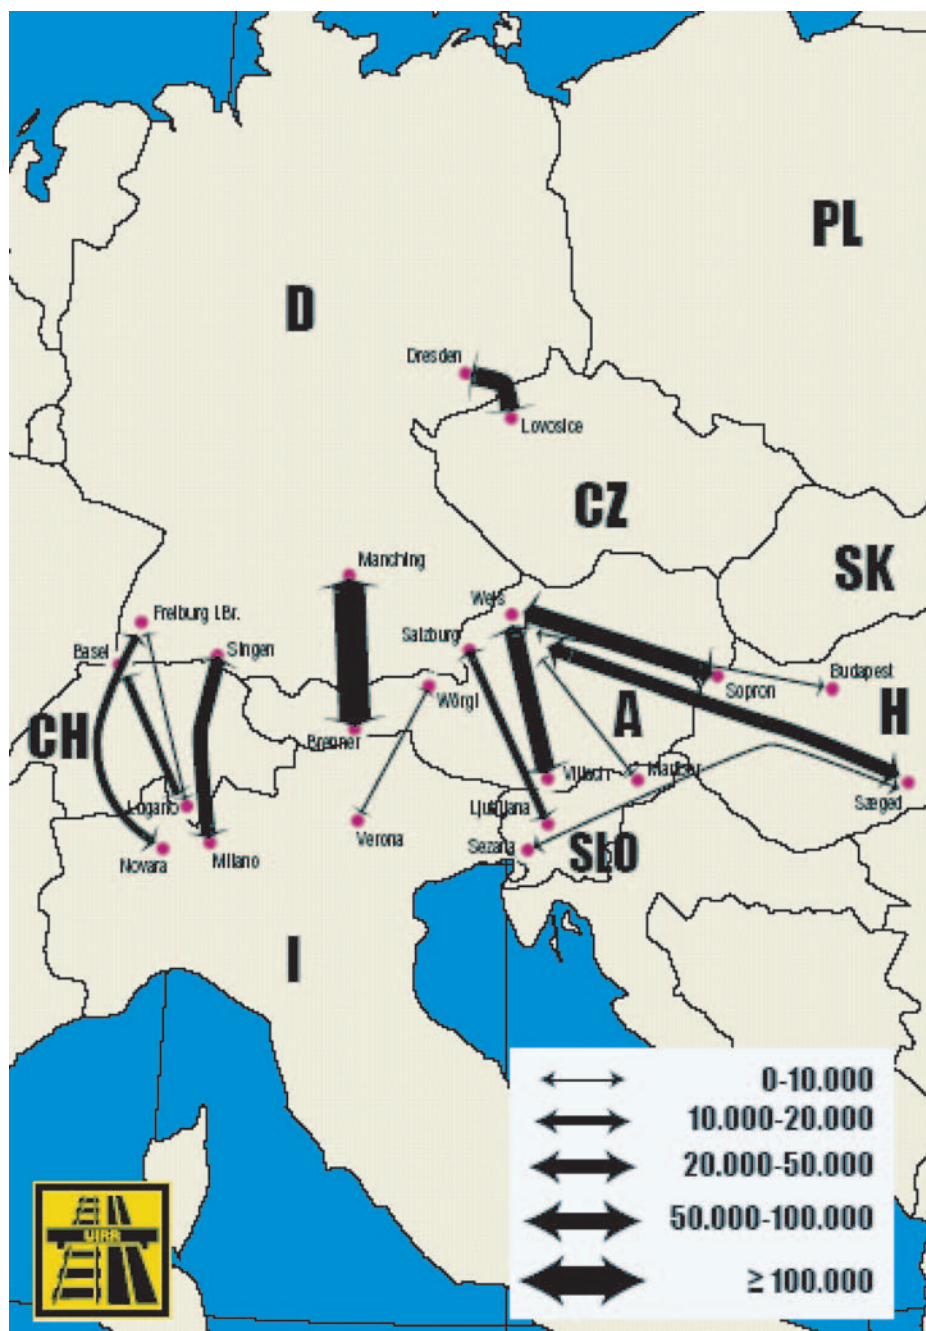 PL
D
Dresden
Lovosice
CZ
SK
Manching
Wels
Freiburg I.Br.
Salzburg
Basel
Singen
Budapest
Sopron
Wörgl
A
H
CH
Brenner
Villach
Maribor
Szeged
Logano
Ljubljana
Novara
Milano
Verona
Sezana
SLO
I
0-10.000
10.000-20.000
20.000-50.000
50.000-100.000
≥ 100.000
UIRR